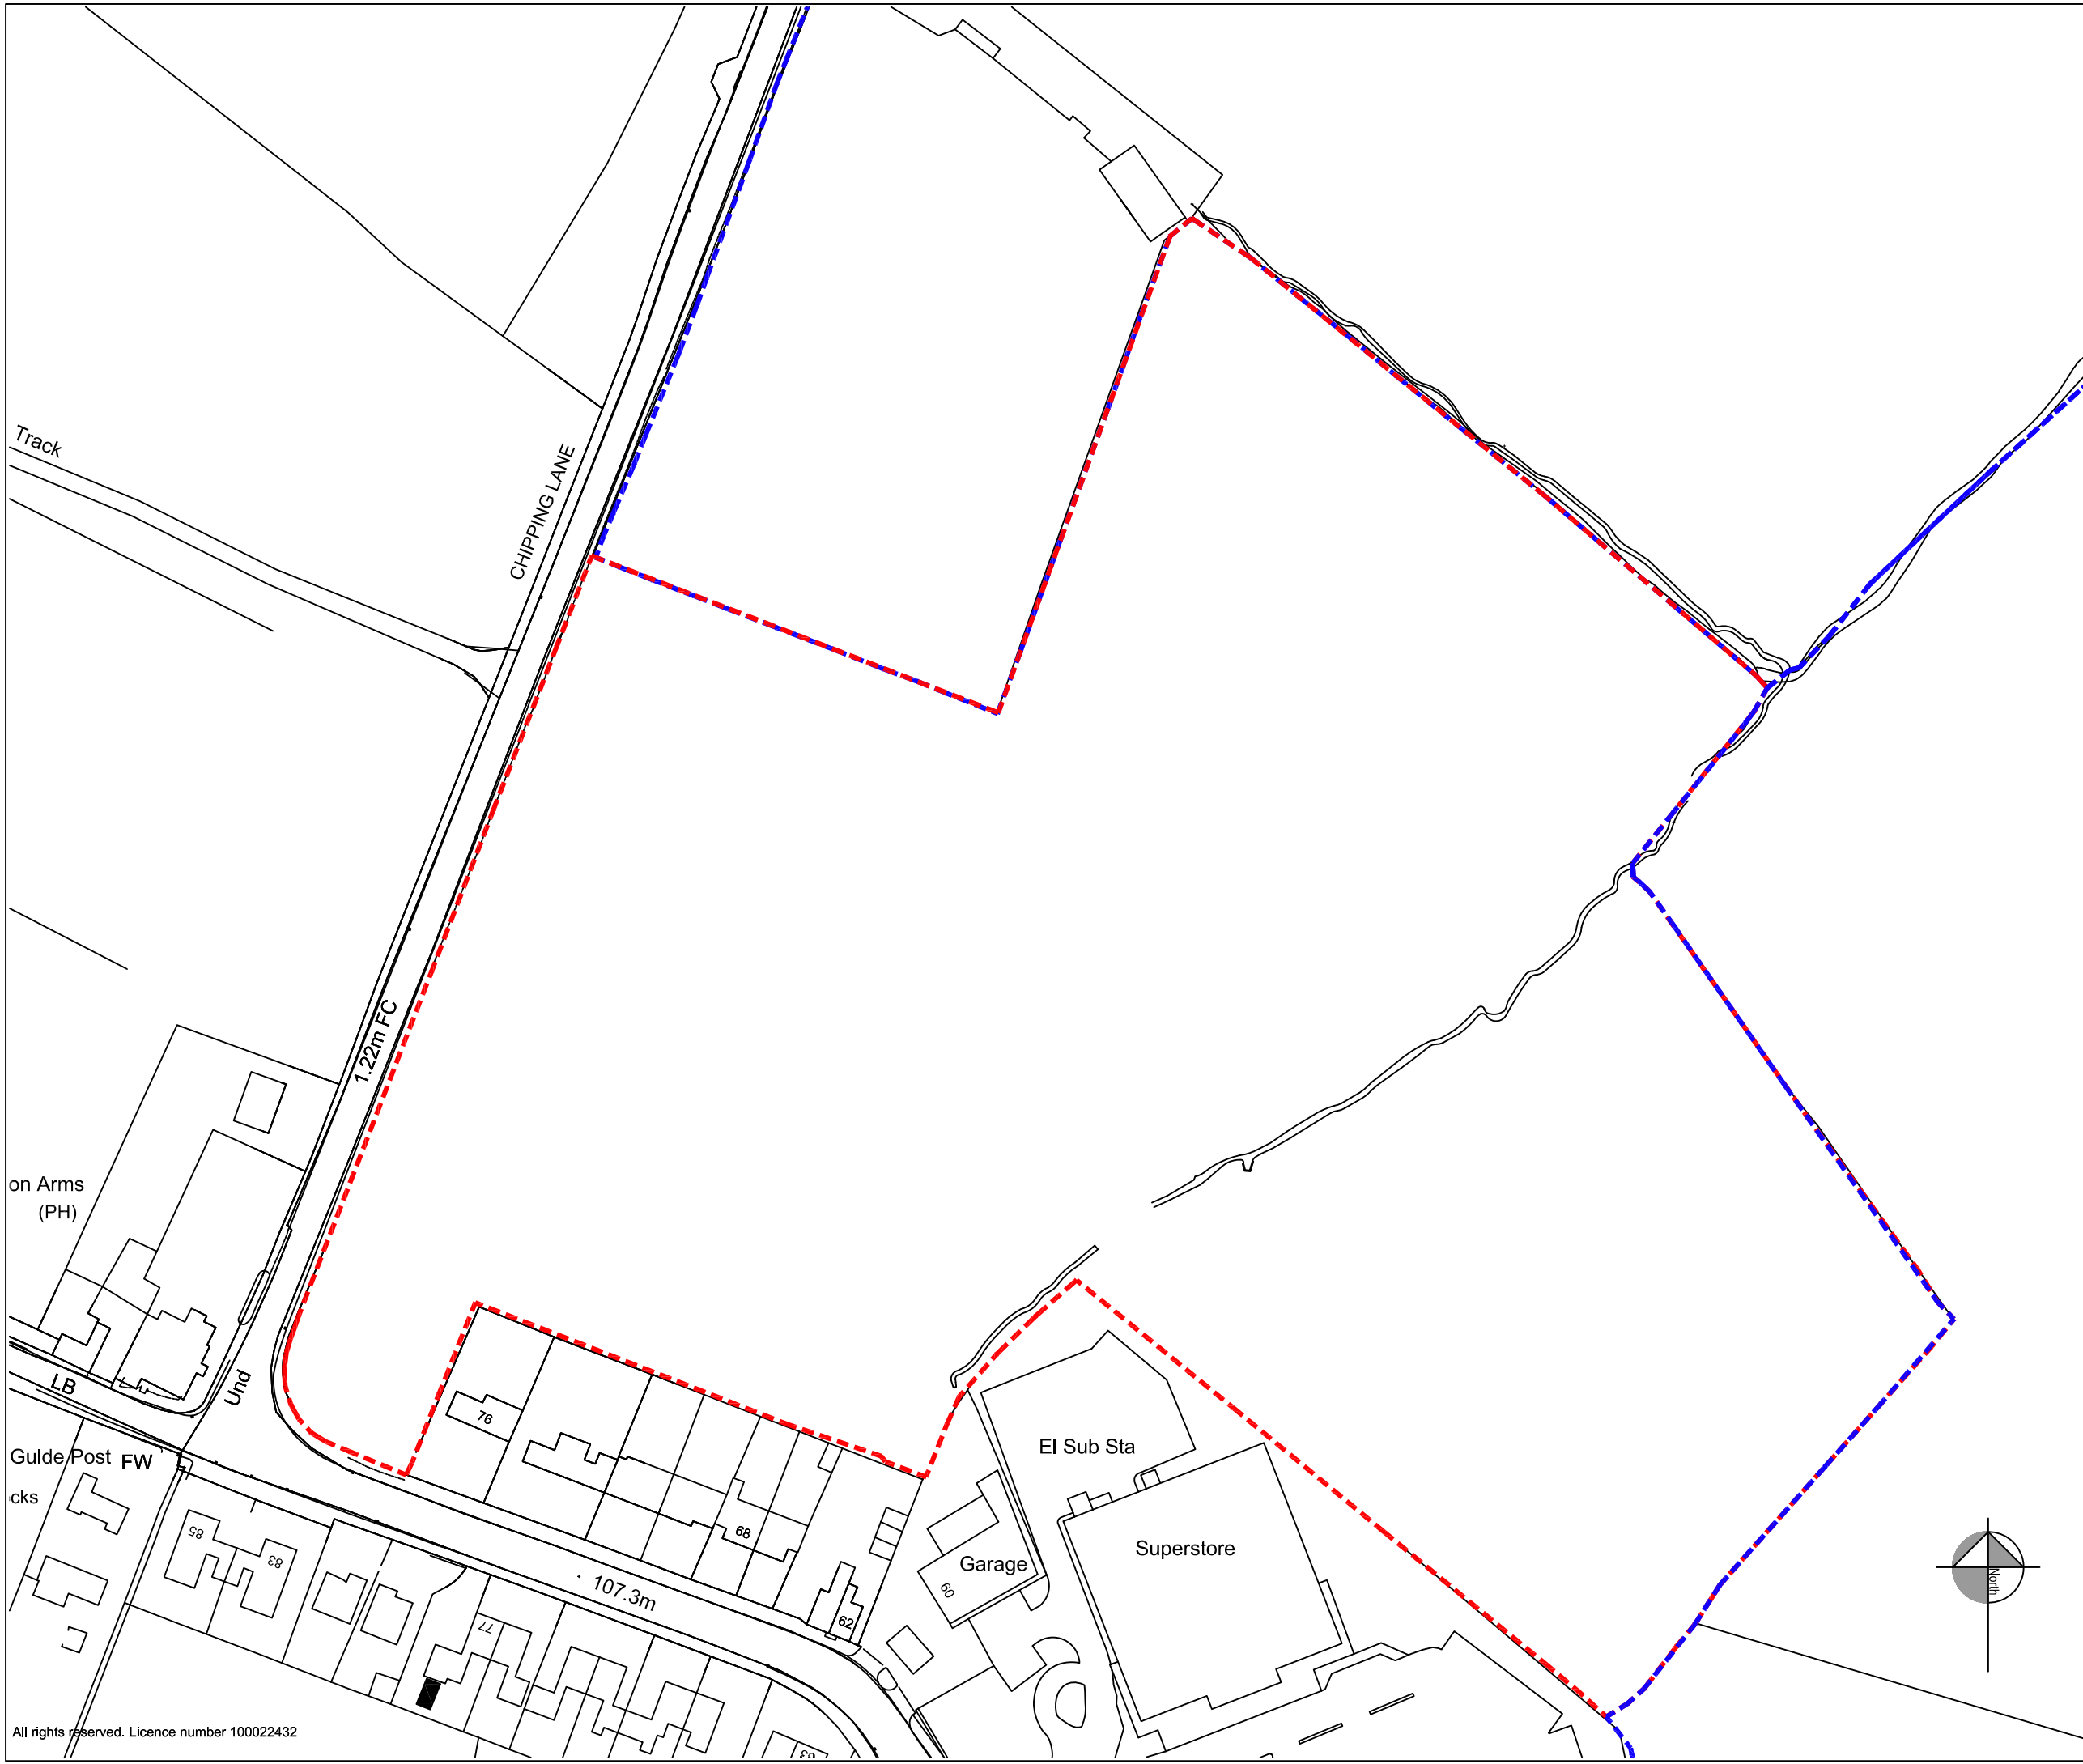 Track
CHIPPING LANE
1.22m FC
on Arms
(PH)
LB
Und
Guide Post FW
cks
76
68
62
El Sub Sta
Superstore
Garage
60
107.3m
85
83
77
North
All rights reserved. Licence number 100022432